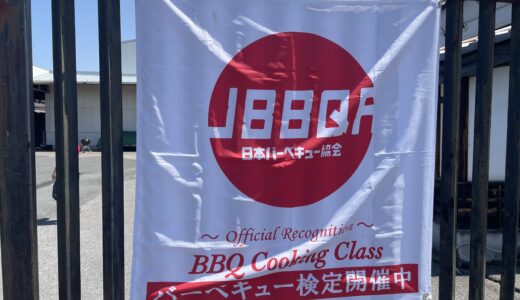 JBBQA
日本バーベキュー協会
～ Official Recognition ～
BBQ Cooking Class
バーベキュー検定開催中